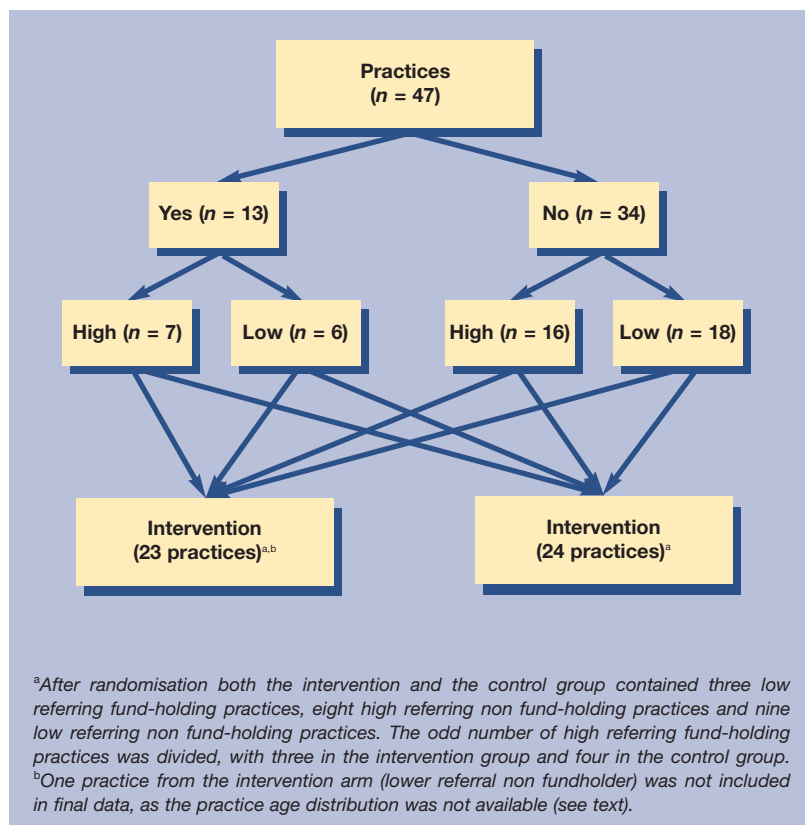 Practices
(n = 47)
Yes (n = 13)
No (n = 34)
High (n = 7)
Low (n = 6)
High (n = 16)
Low (n = 18)
Intervention
(23 practices)a,b
Intervention
(24 practices)a
aAfter randomisation both the intervention and the control group contained three low
referring fund-holding practices, eight high referring non fund-holding practices and nine
low referring non fund-holding practices. The odd number of high referring fund-holding
practices was divided, with three in the intervention group and four in the control group.
bOne practice from the intervention arm (lower referral non fundholder) was not included
in final data, as the practice age distribution was not available (see text).